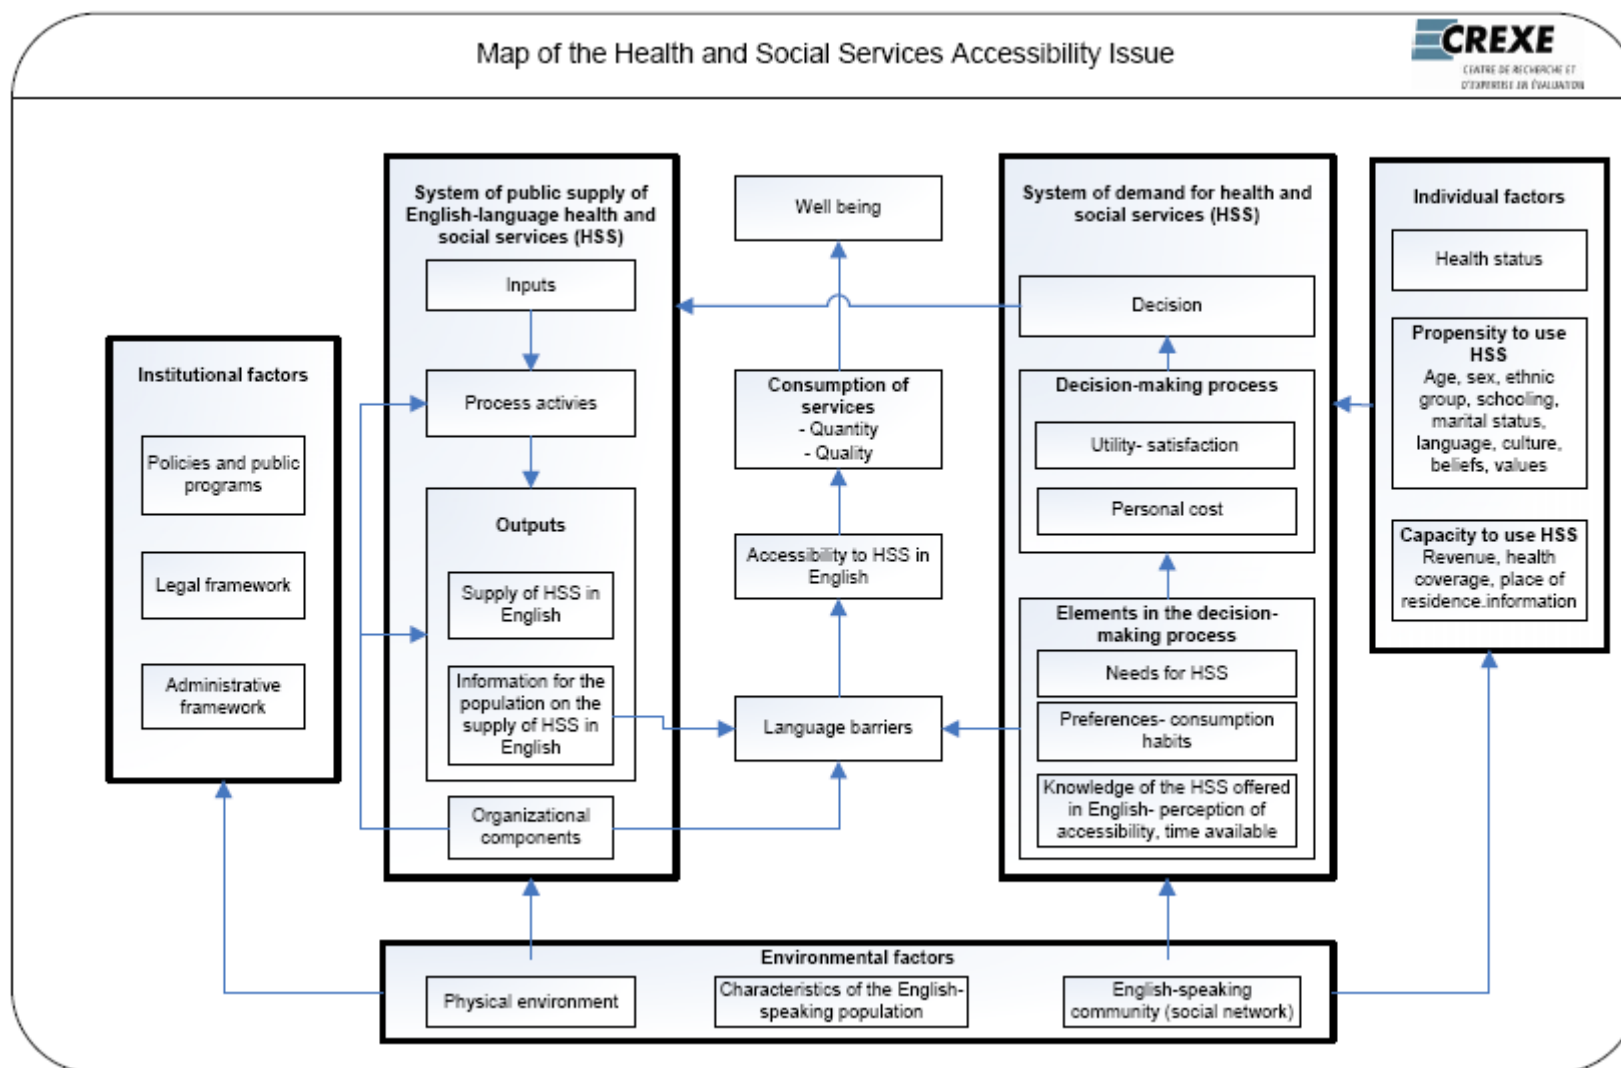 Map of the Health and Social Services Accessibility Issue
CREXE
CENTRE DE RECHERCHE ET
D'EXPERTISE EN ÉVALUATION
Institutional factors
Policies and public
programs
Legal framework
Administrative
framework
System of public supply of
English-language health and
social services (HSS)
Inputs
Process activies
Outputs
Supply of HSS in
English
Information for the
population on the
supply of HSS in
English
Organizational
components
Well being
Consumption of
services
- Quantity
- Quality
Accessibility to HSS in
English
Language barriers
System of demand for health and
social services (HSS)
Decision
Decision-making process
Utility- satisfaction
Personal cost
Elements in the decision-
making process
Needs for HSS
Preferences- consumption
habits
Knowledge of the HSS offered
in English- perception of
accessibility, time available
Individual factors
Health status
Propensity to use
HSS
Age, sex, ethnic
group, schooling,
marital status,
language, culture,
beliefs, values
Capacity to use HSS
Revenue, health
coverage, place of
residence.information
Environmental factors
Physical environment
Characteristics of the English-
speaking population
English-speaking
community (social network)